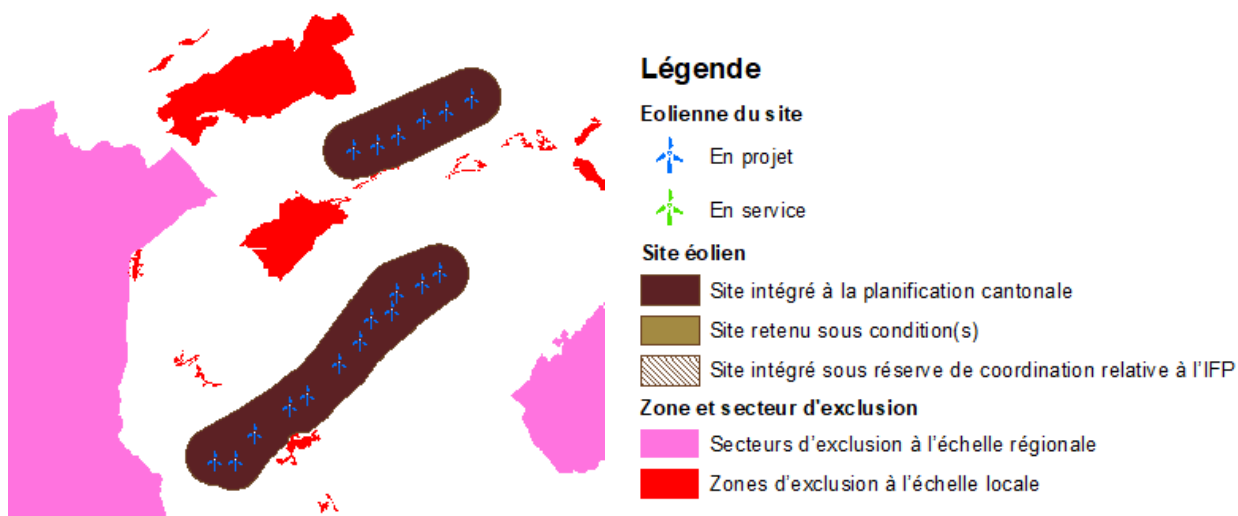 Légende
Eolienne du site
En projet
En service
Site éolien
Site intégré à la planification cantonale
Site retenu sous condition(s)
Site intégré sous réserve de coordination relative à l'IFP
Zone et secteur d'exclusion
Secteurs d'exclusion à l'échelle régionale
Zones d'exclusion à l'échelle locale